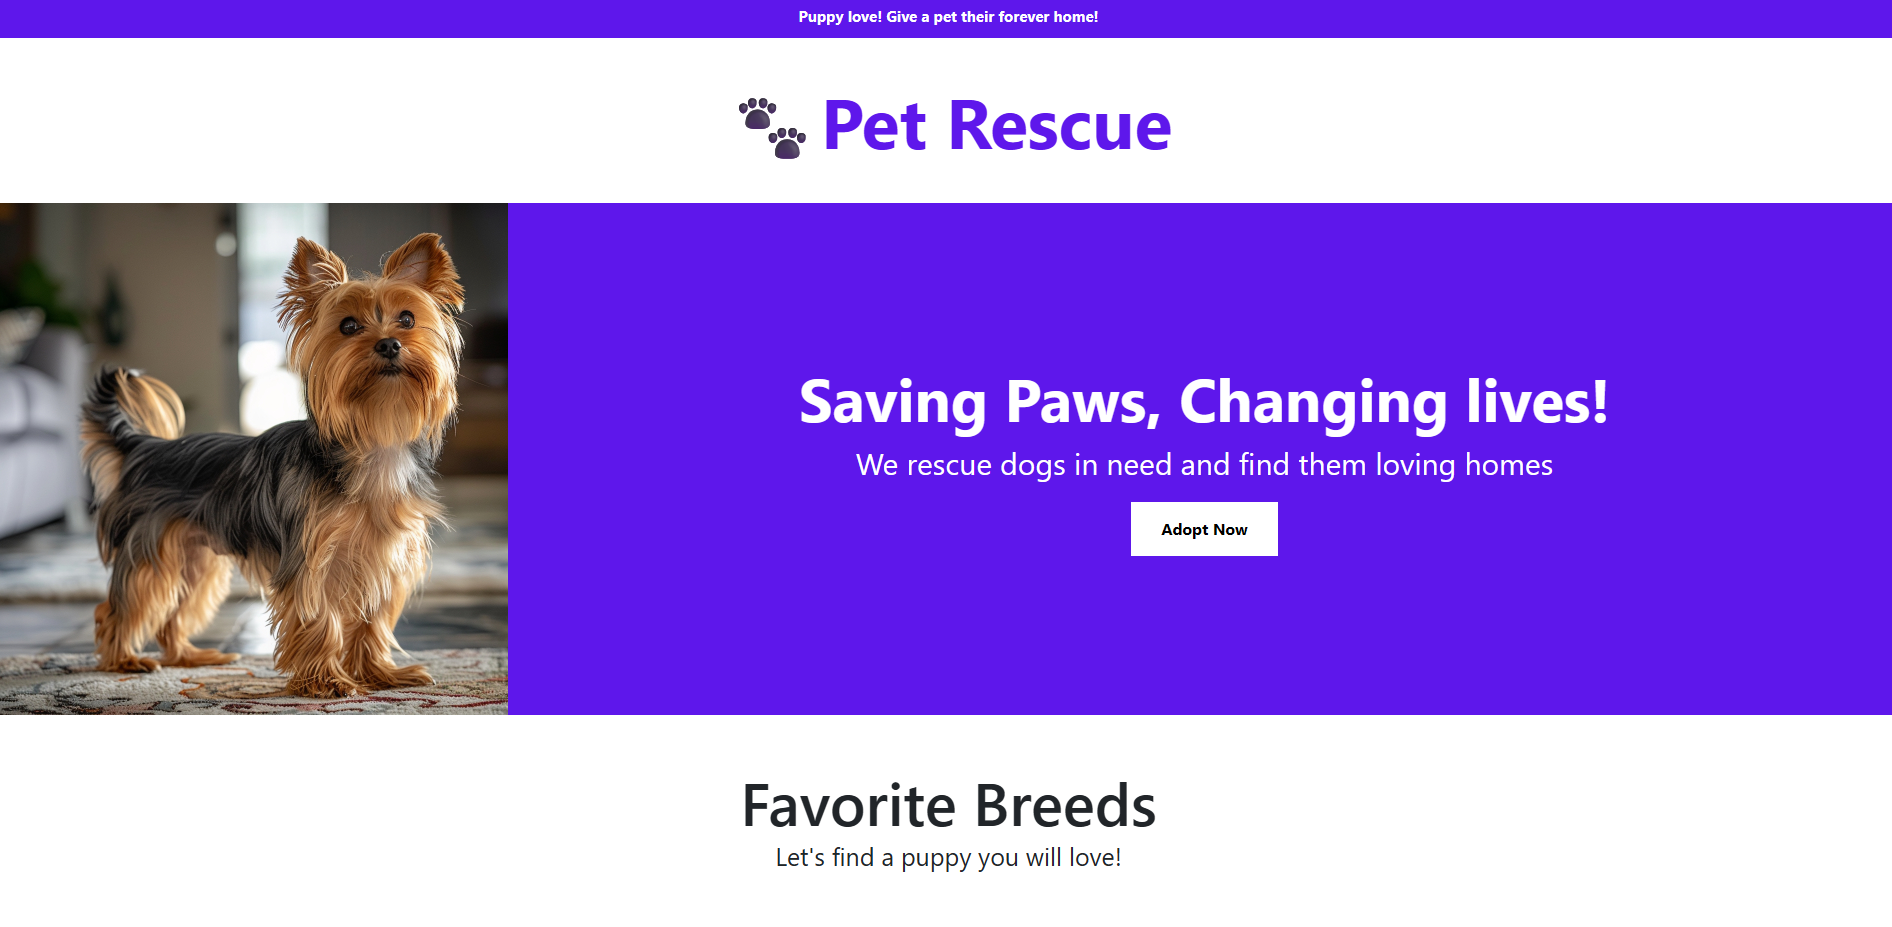 Puppy love! Give a pet their forever home!
Pet Rescue
Saving Paws, Changing lives!
We rescue dogs in need and find them loving homes
Adopt Now
Favorite Breeds
Let's find a puppy you will love!